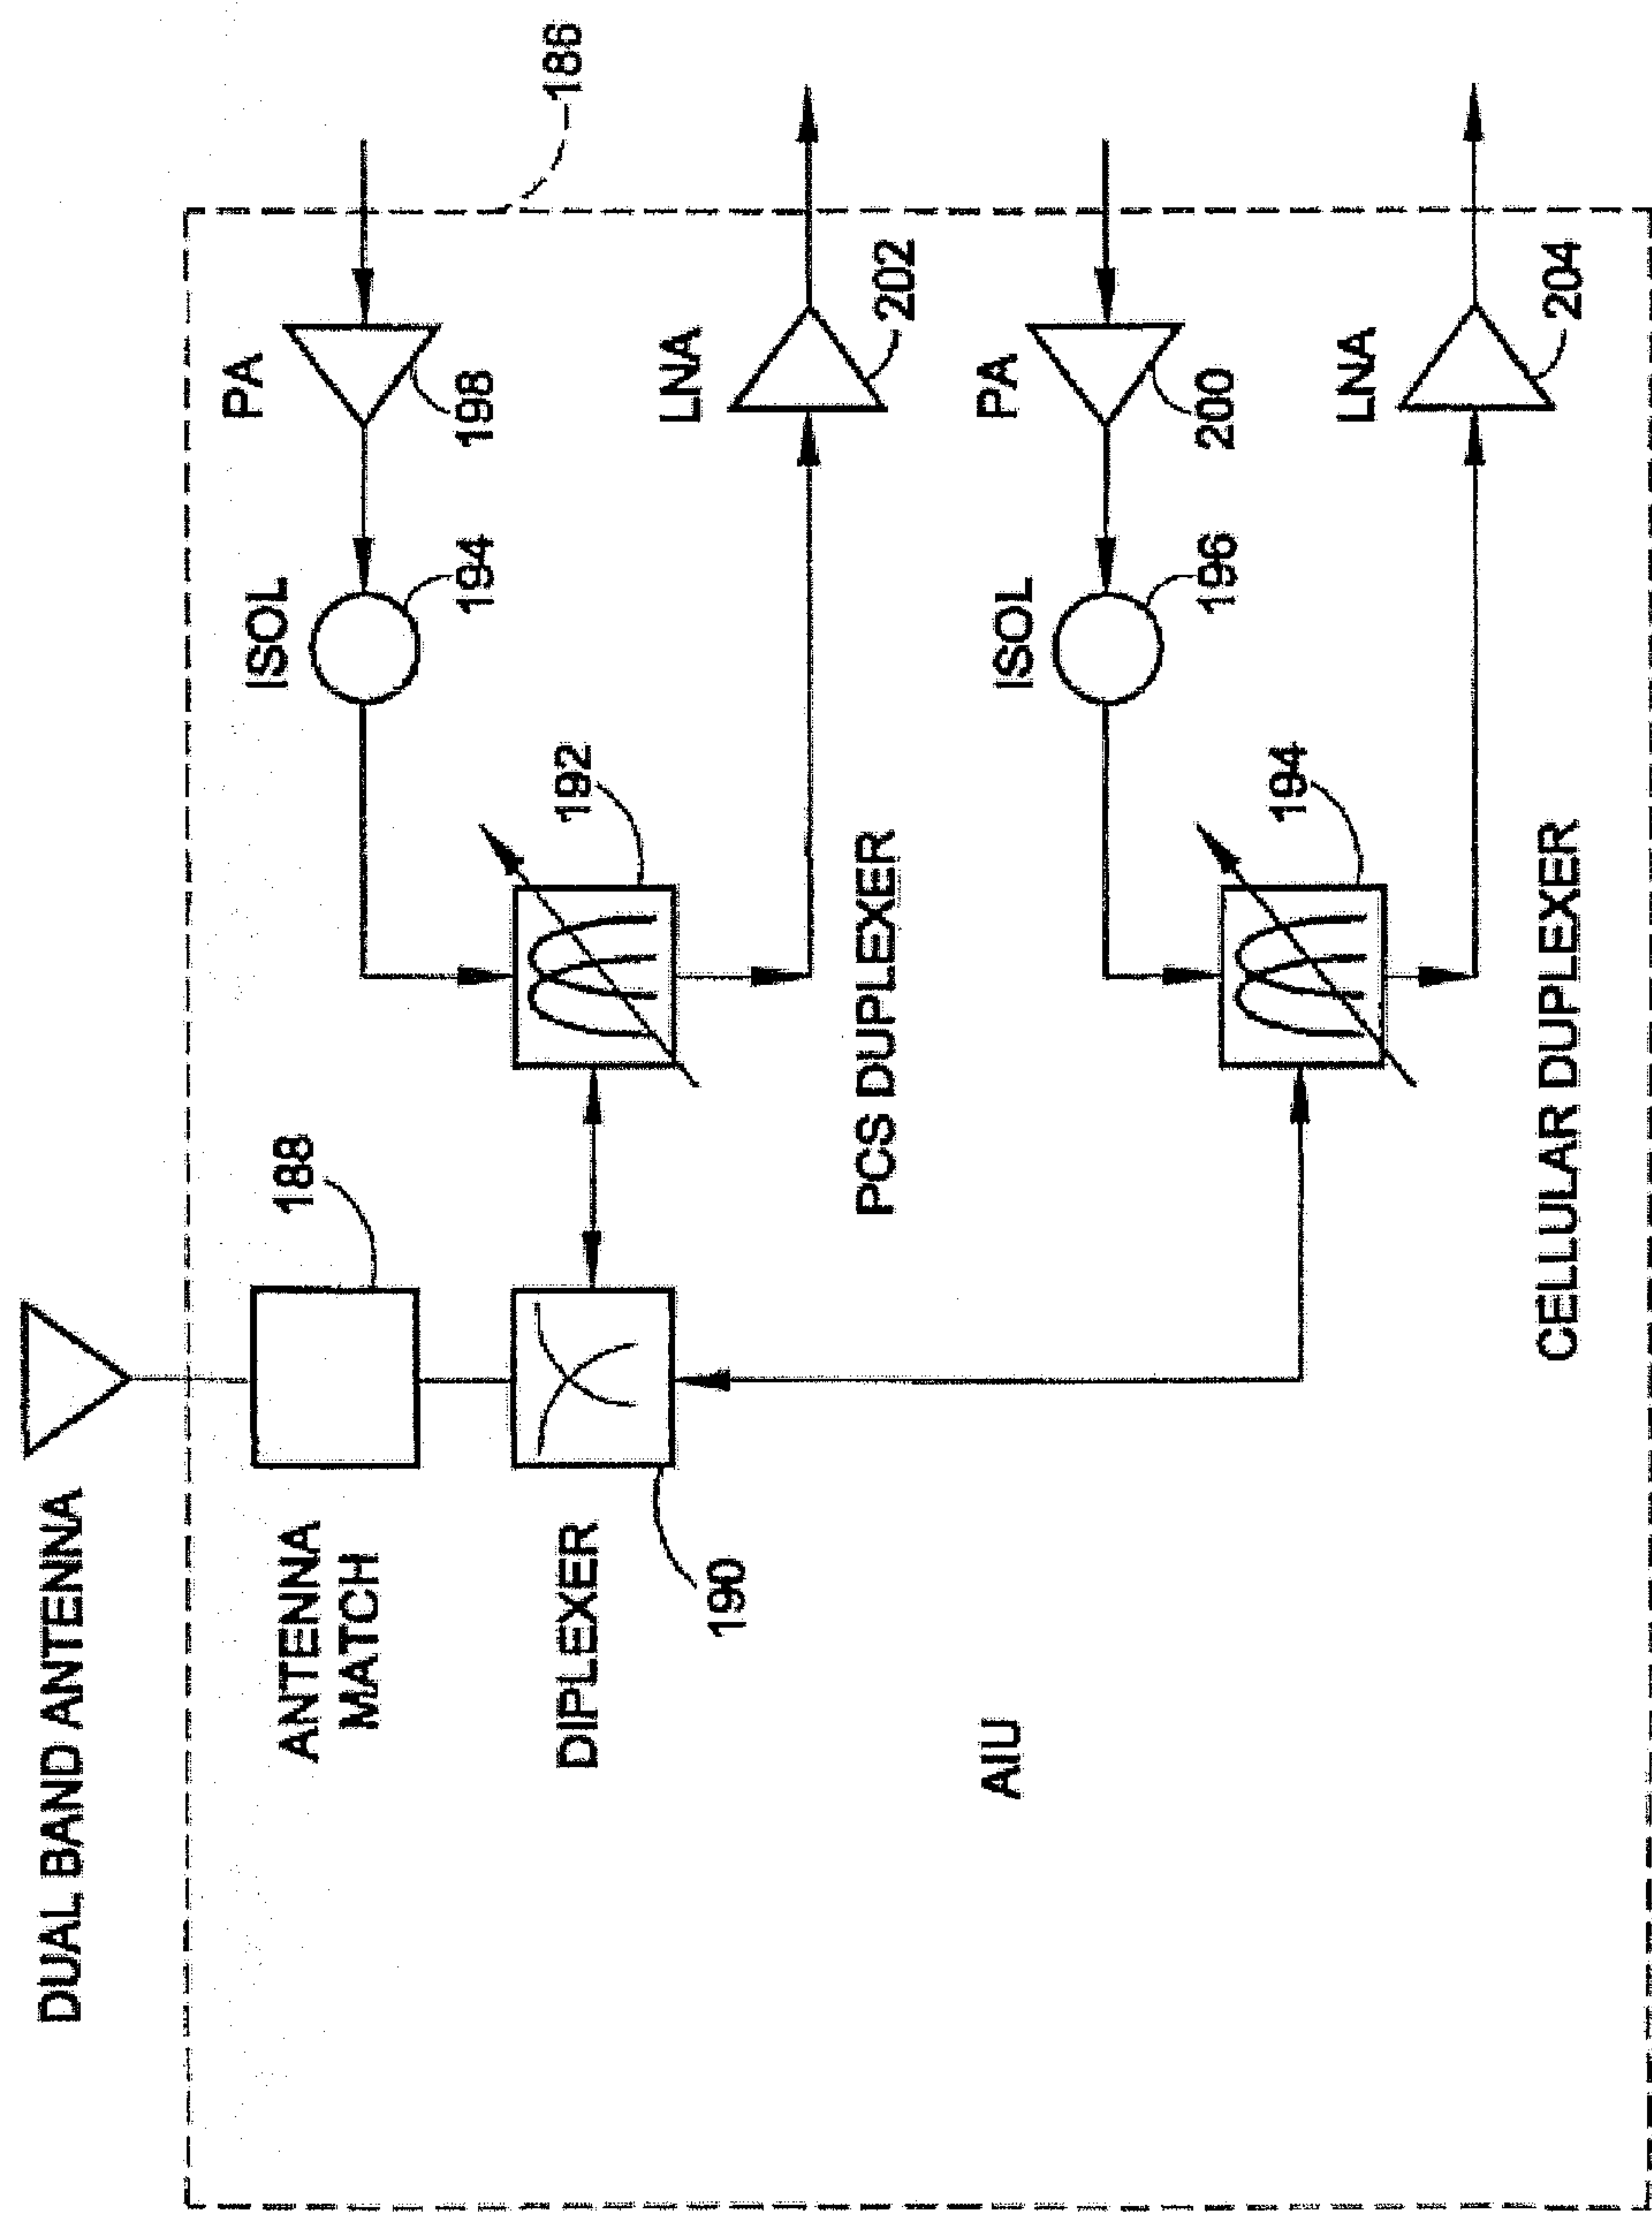 DUAL BAND ANTENNA
186
ANTENNA
MATCH
188
ISOL
194
PA
198
DIPLEXER
190
192
PCS DUPLEXER
LNA
202
AIU
ISOL
196
PA
200
194
CELLULAR DUPLEXER
LNA
204